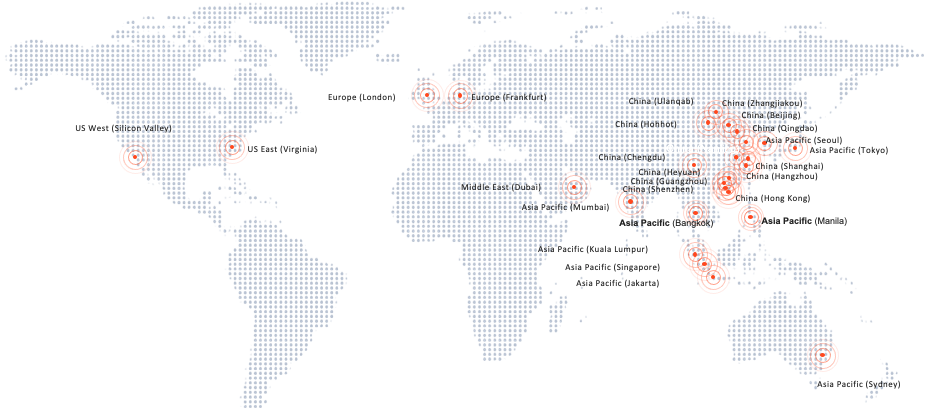 Europe (London)
Europe (Frankfurt)
China (Ulanqab)
China (Zhangjiakou)
China (Beijing)
China (Hohhot)
China (Qingdao)
US West (Silicon Valley)
Asia Pacific (Seoul)
US East (Virginia)
Asia Pacific (Tokyo)
China (Chengdu)
China (Shanghai)
China (Heyuan)
China (Hangzhou)
China (Guangzhou)
Middle East (Dubai)
China (Shenzhen)
China (Hong Kong)
Asia Pacific (Mumbai)
Asia Pacific (Bangkok)
Asia Pacific (Manila)
Asia Pacific (Kuala Lumpur)
Asia Pacific (Singapore)
Asia Pacific (Jakarta)
Asia Pacific (Sydney)